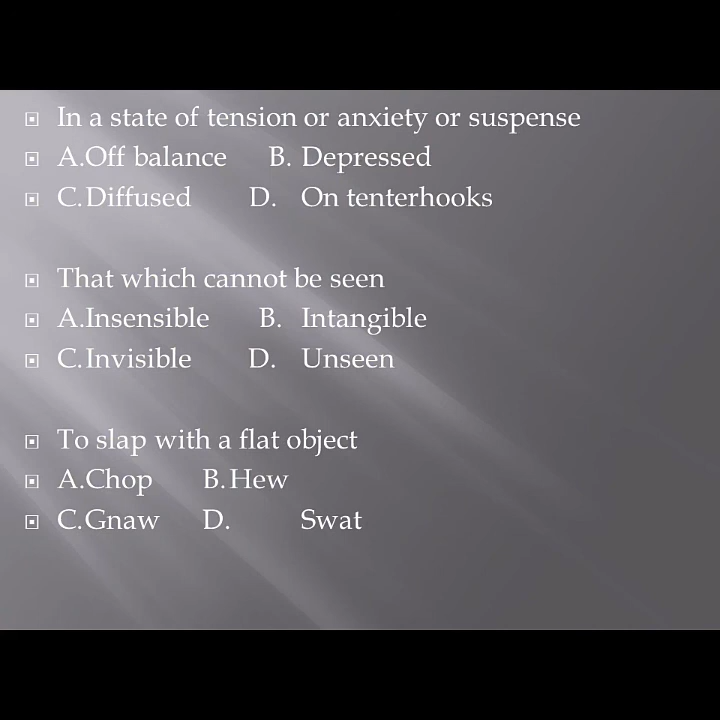 In a state of tension or anxiety or suspense
A.Off balance B. Depressed
C.Diffused D. On tenterhooks
That which cannot be seen
A.Insensible B. Intangible
C.Invisible D. Unseen
To slap with a flat object
A.Chop B.Hew
C.Gnaw D. Swat